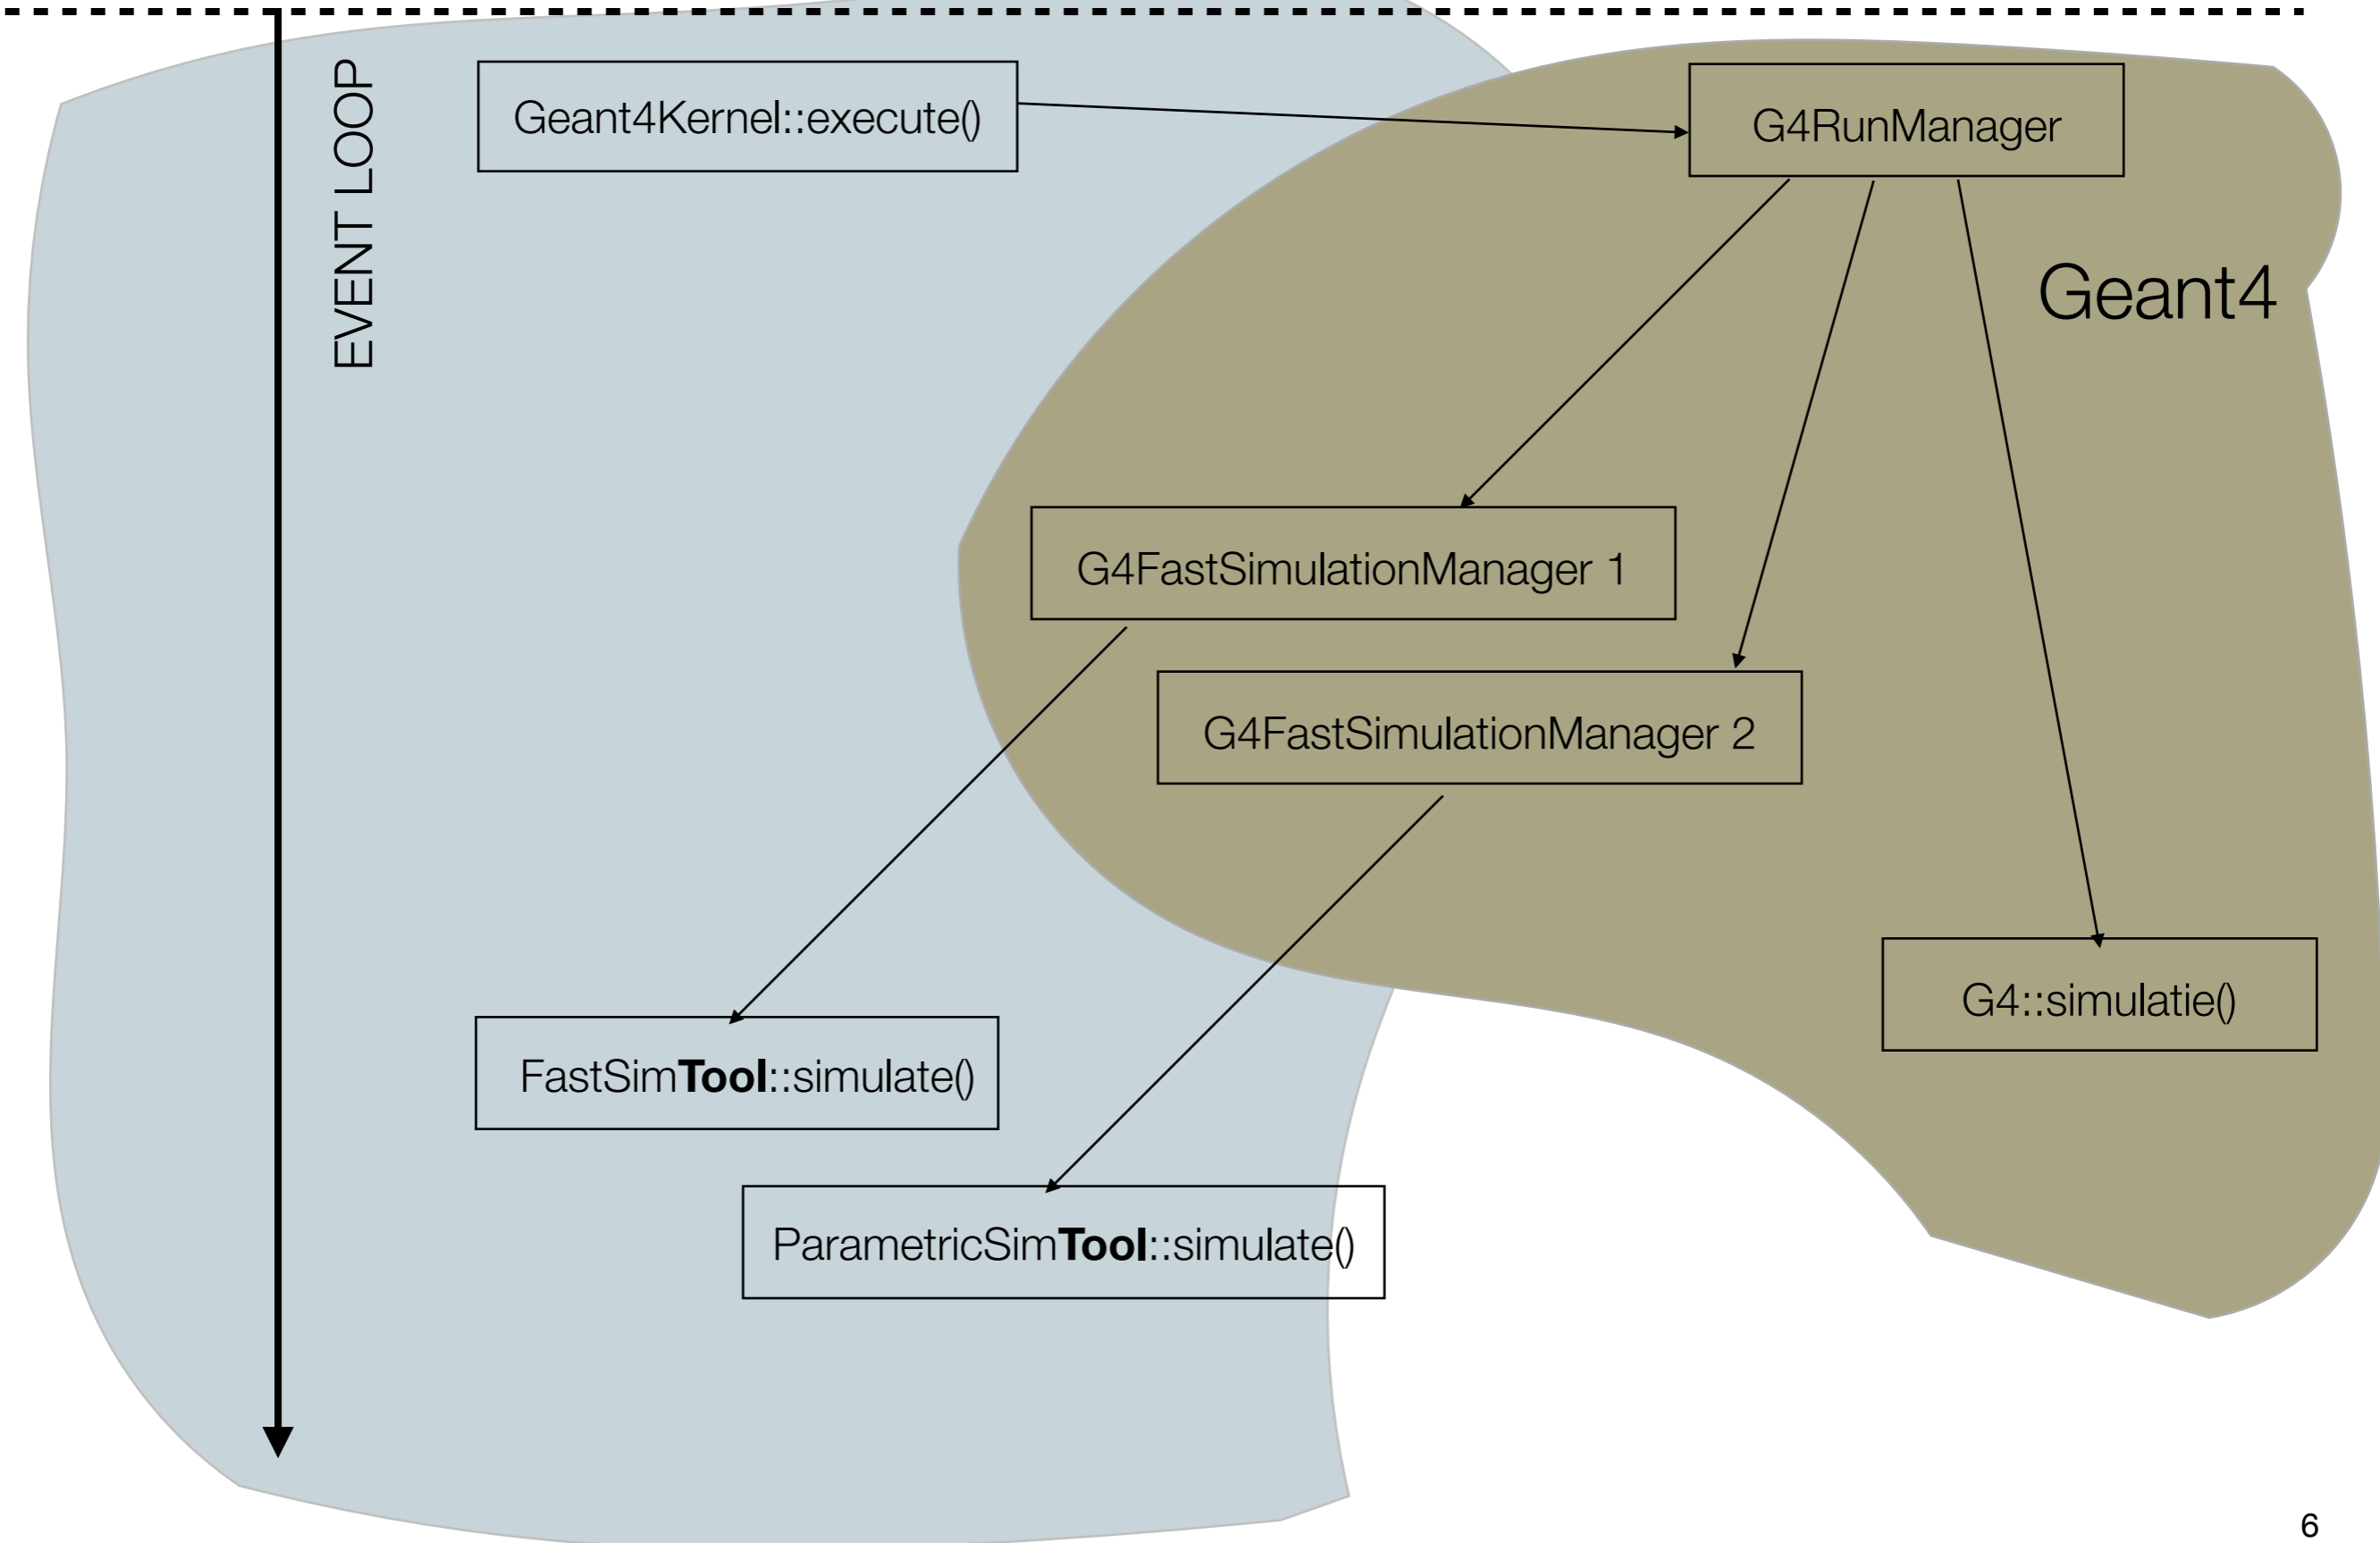 EVENT LOOP
Geant4Kernel::execute()
G4RunManager
Geant4
G4FastSimulationManager 1
G4FastSimulationManager 2
G4::simulatie()
FastSimTool::simulate()
ParametricSimTool::simulate()
6